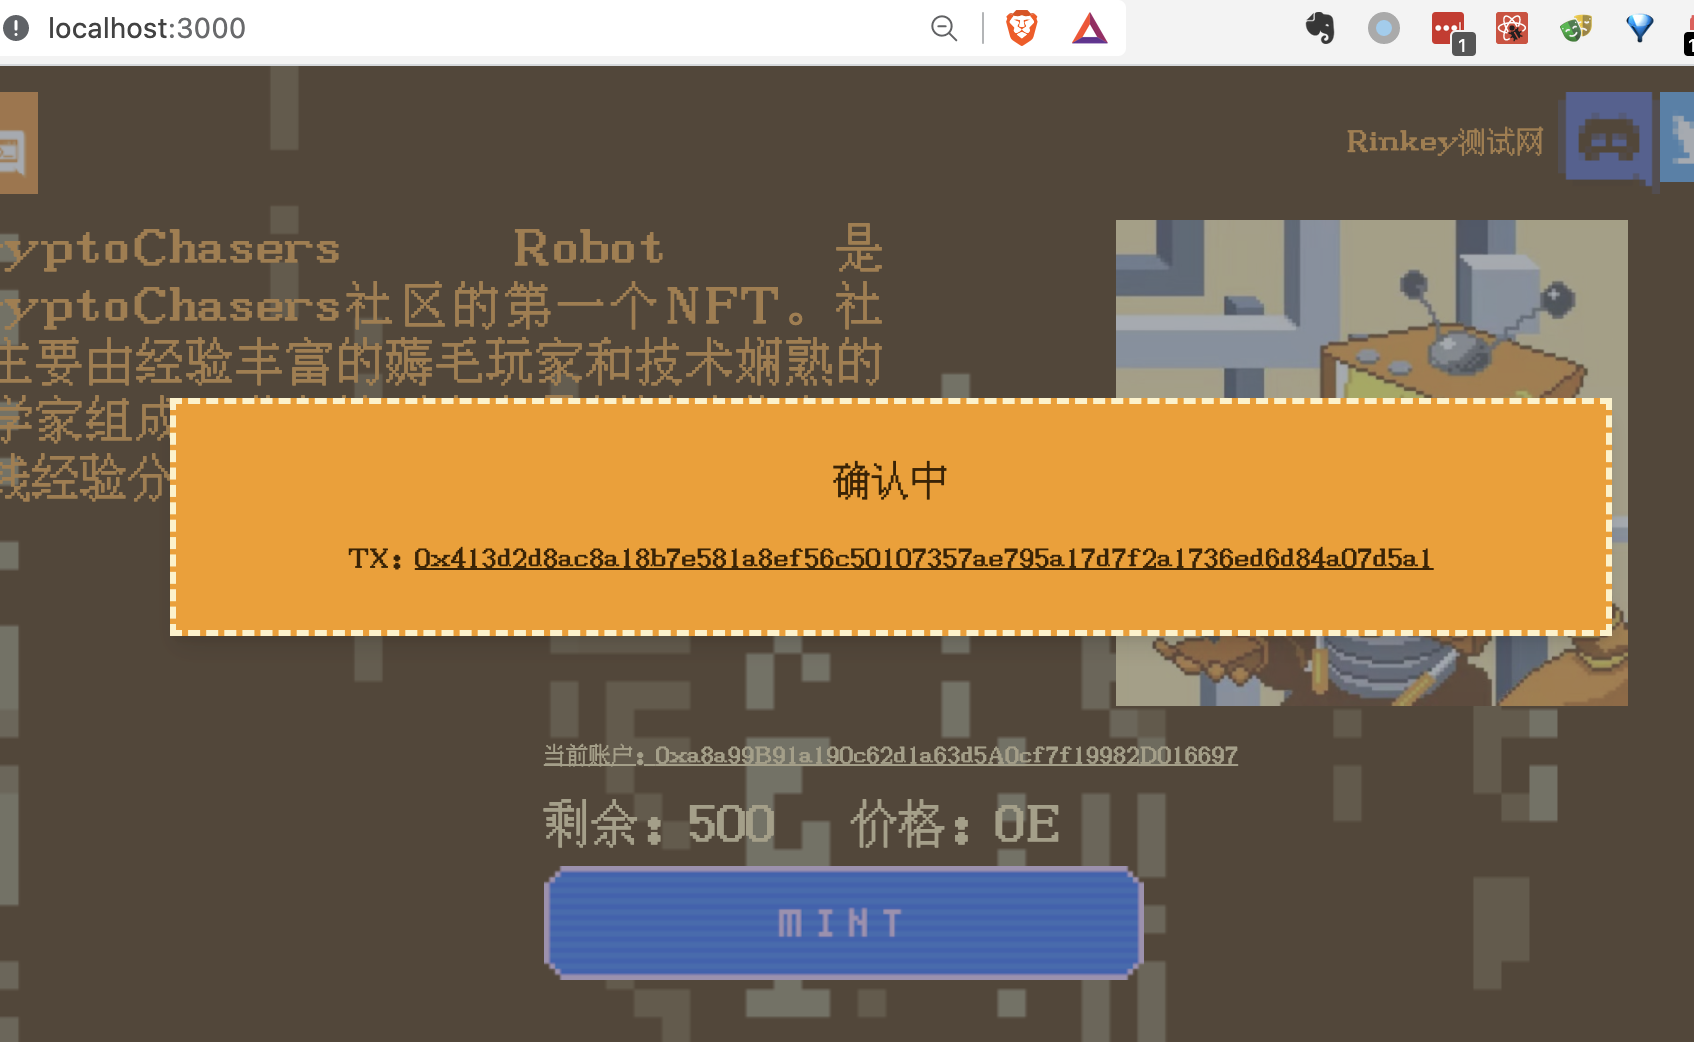 localhost:3000
1
Rinkey测试网
yptoChasers Robot 是
yptoChasers社区的第一个NFT。社
主要由经验丰富的薅毛玩家和技术娴熟的
学家组成
践经验分
确认中
TX: 0x413d2d8ac8a18b7e581a8ef56c50107357ae795a17d7f2a1736ed6d84a07d5a1
当前账户: 0xa8a99B91a190c62d1a63d5A0cf7f19982D016697
剩余: 500 价格: 0E
MINT